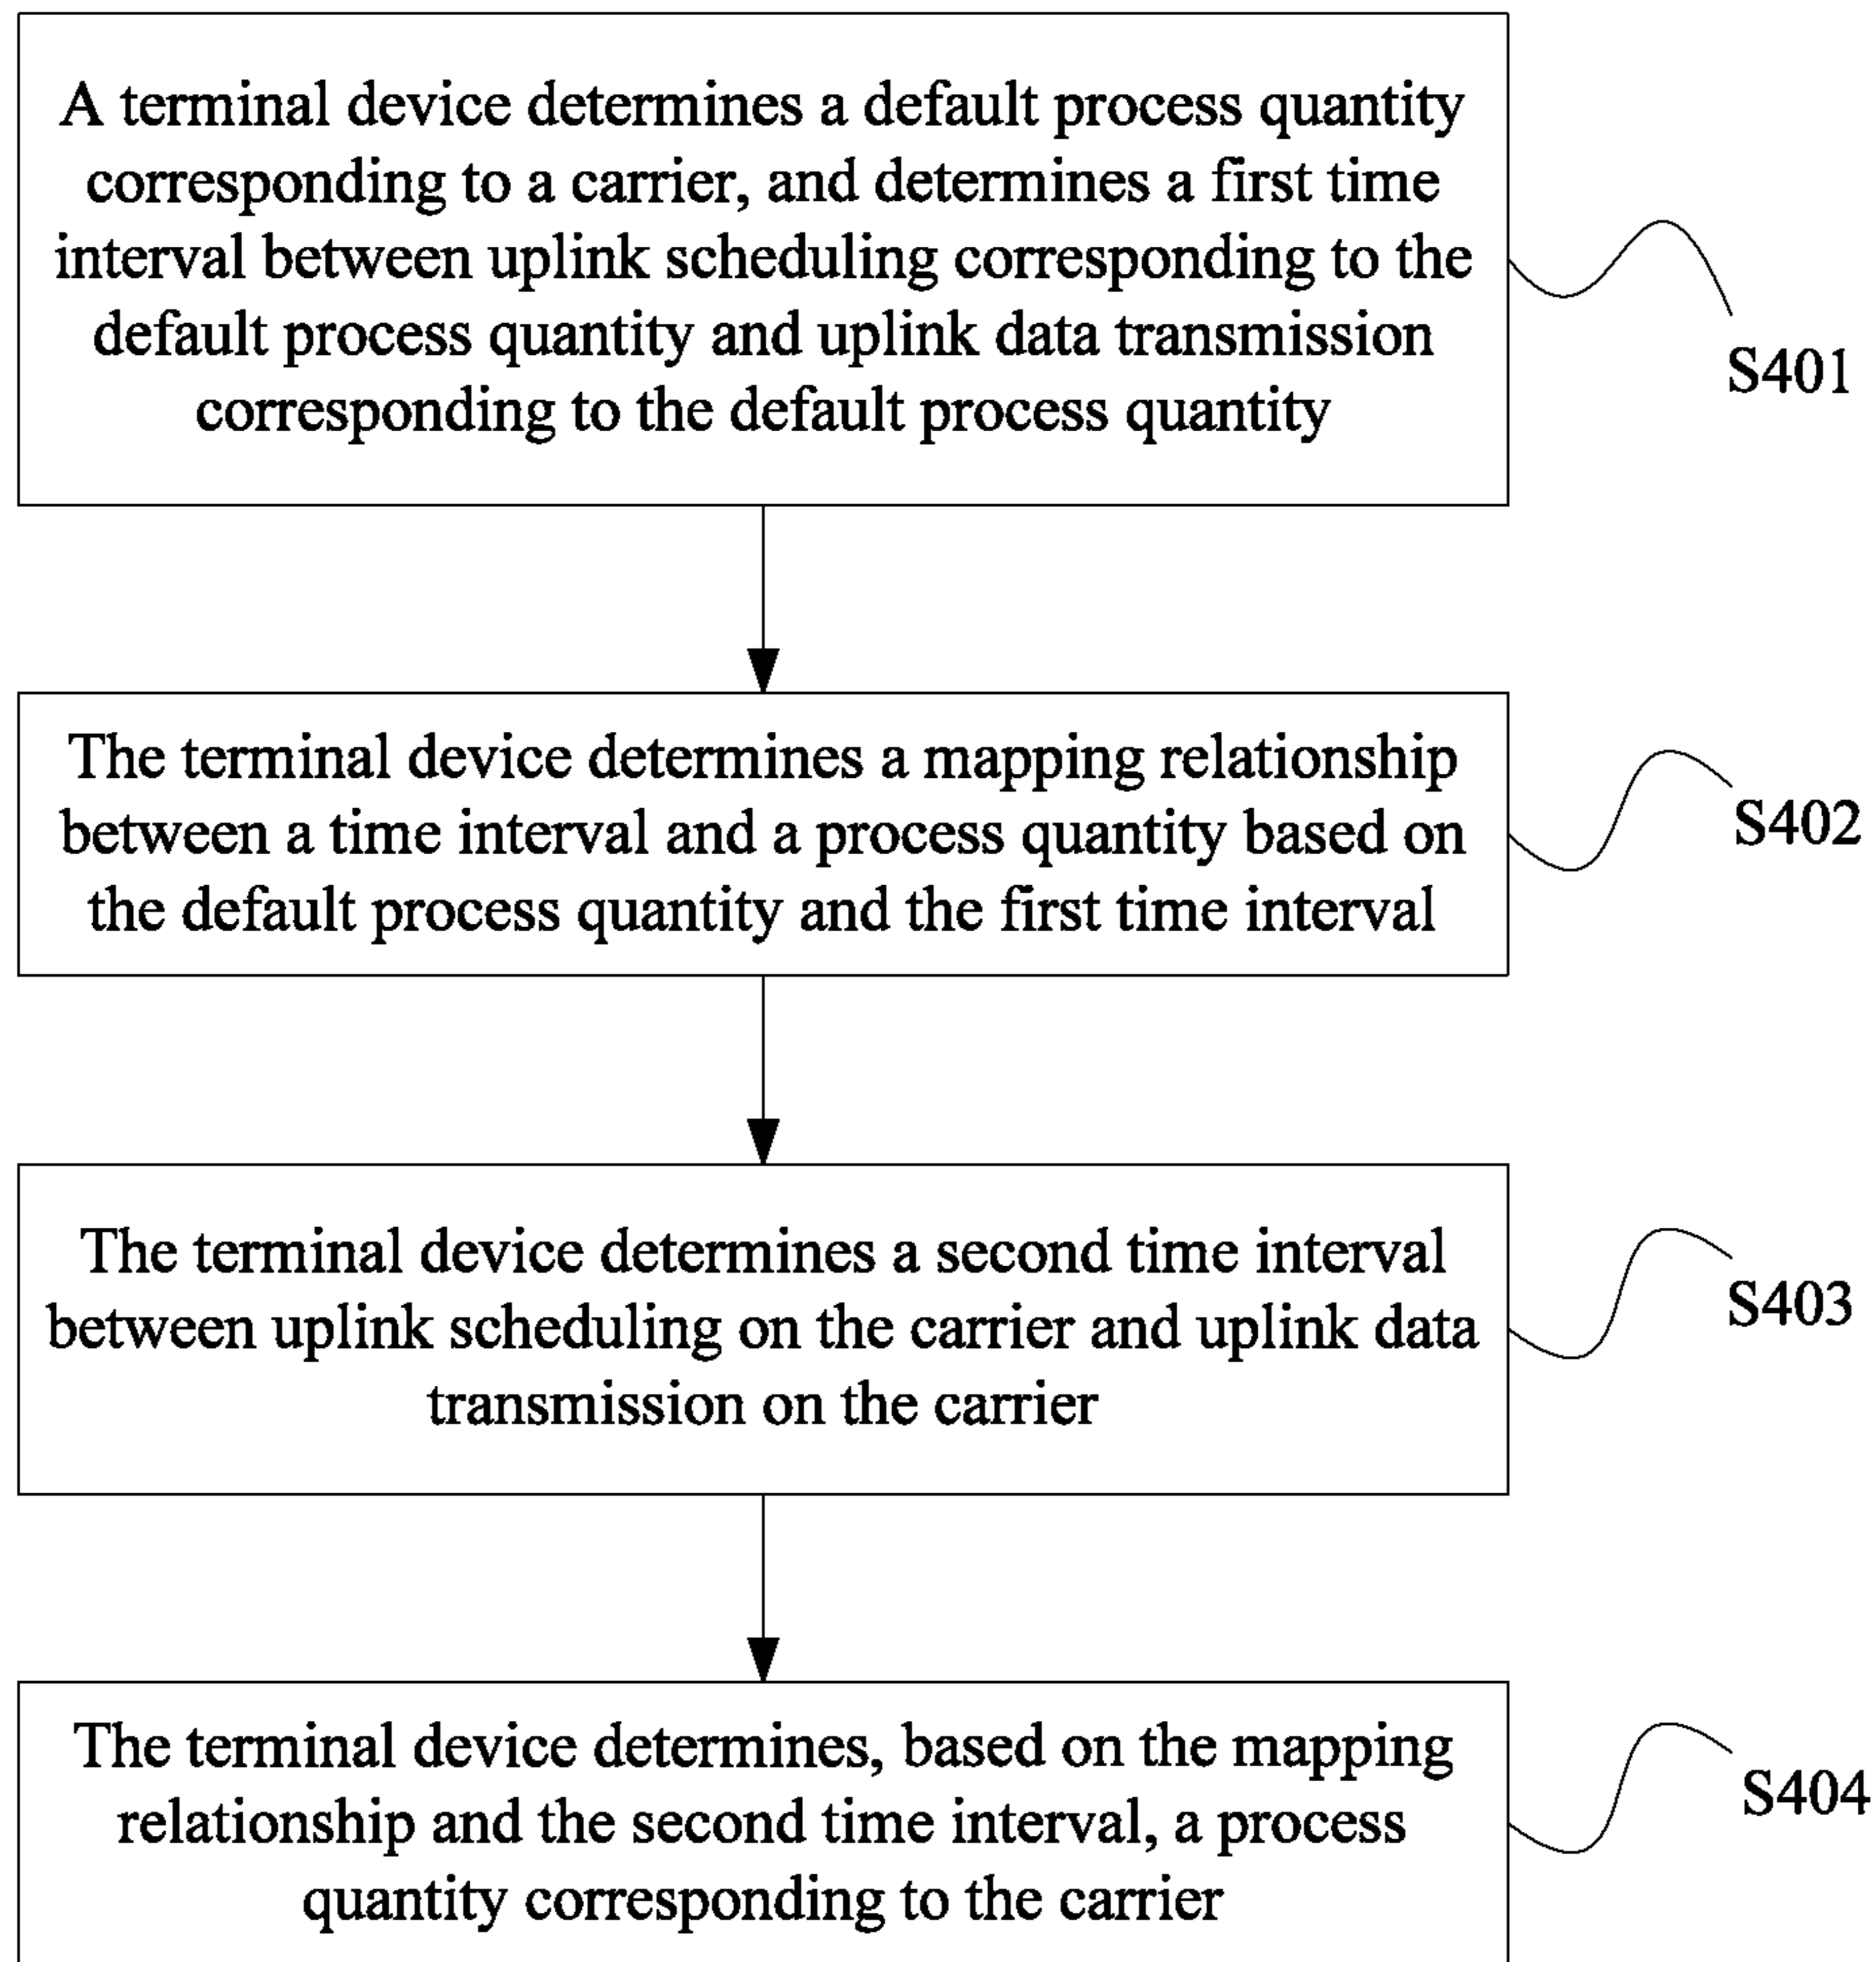 A terminal device determines a default process quantity
corresponding to a carrier, and determines a first time
interval between uplink scheduling corresponding to the
default process quantity and uplink data transmission
corresponding to the default process quantity
S401
The terminal device determines a mapping relationship
between a time interval and a process quantity based on
the default process quantity and the first time interval
S402
The terminal device determines a second time interval
between uplink scheduling on the carrier and uplink data
transmission on the carrier
S403
The terminal device determines, based on the mapping
relationship and the second time interval, a process
quantity corresponding to the carrier
S404